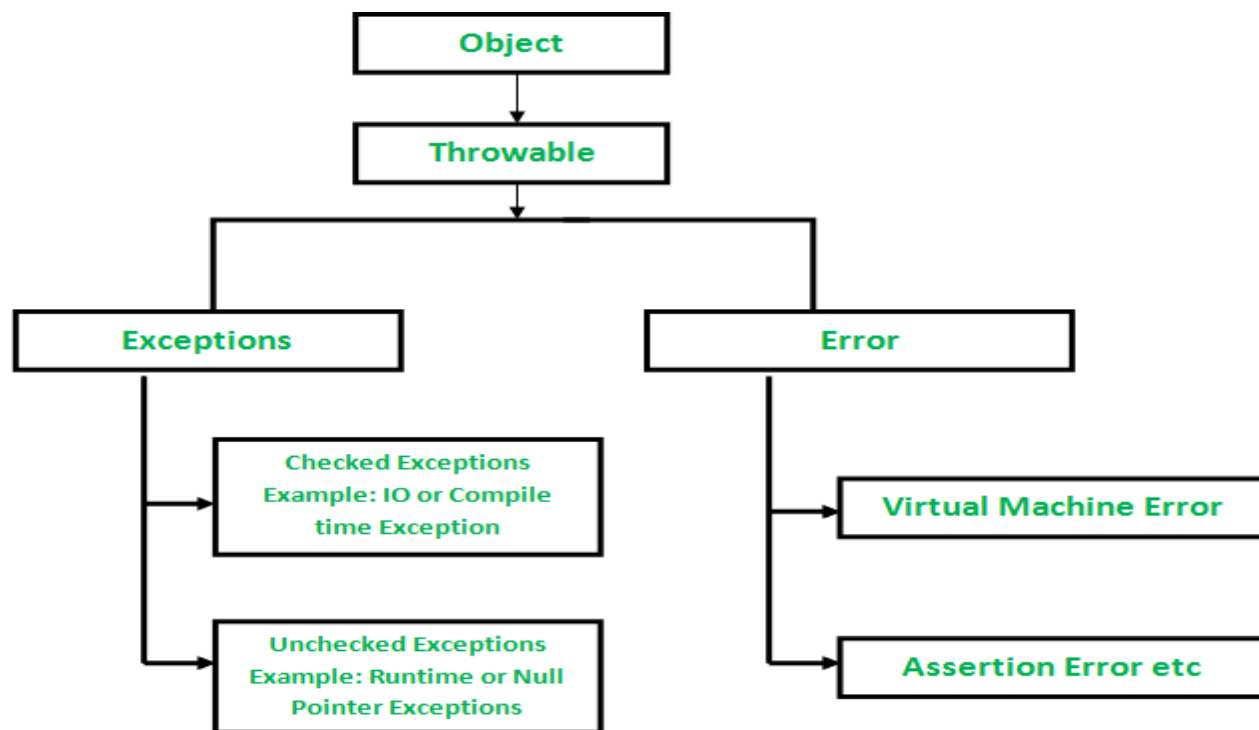 Object
Throwable
Exceptions
Error
Checked Exceptions
Example: IO or Compile
time Exception
Virtual Machine Error
Unchecked Exceptions
Example: Runtime or Null
Pointer Exceptions
Assertion Error etc